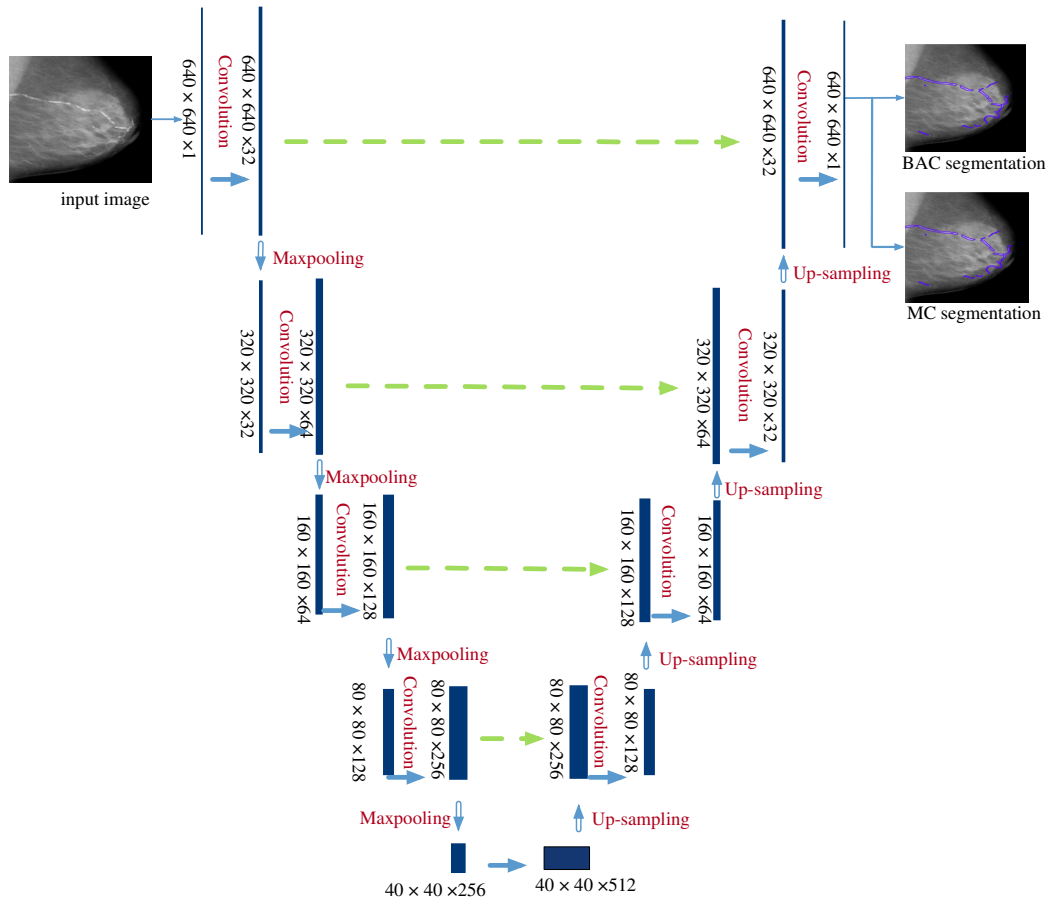 input image
640 × 640 ×1
Convolution
640 × 640 ×32
Maxpooling
320 × 320 ×32
Convolution
320 × 320 ×64
Maxpooling
160 × 160 ×64
Convolution
160 × 160 ×128
Maxpooling
80 × 80 ×128
Convolution
80 × 80 ×256
Maxpooling
40 × 40 ×256
40 × 40 ×512
Up-sampling
80 × 80 ×256
Convolution
80 × 80 ×128
Up-sampling
160 × 160 ×128
Convolution
160 × 160 ×64
Up-sampling
320 × 320 ×64
Convolution
320 × 320 ×32
Up-sampling
640 × 640 ×32
Convolution
640 × 640 ×1
BAC segmentation
MC segmentation